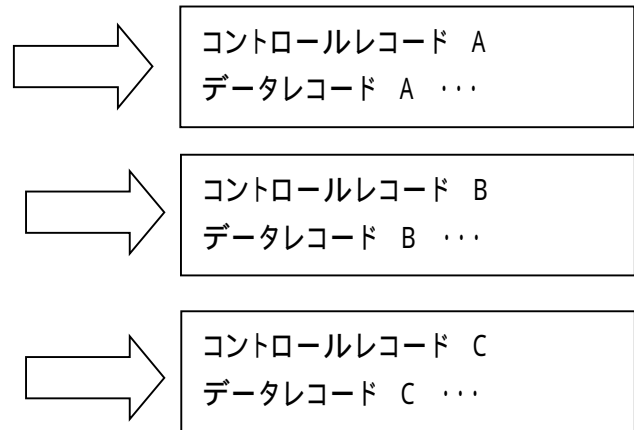 コントロールレコード A
データレコード A ···
コントロールレコード B
データレコード B ···
コントロールレコード C
データレコード C ···